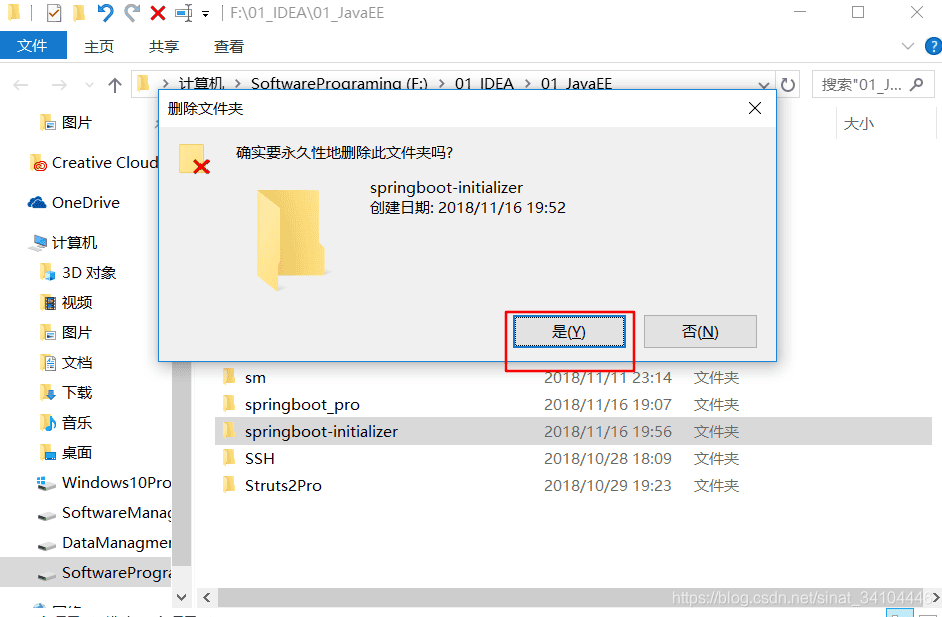 F:\01_IDEA\01_JavaEE
文件 主页 共享 查看
计算机 SoftwarePrograming (F:) 01_IDEA 01_JavaEE 搜索"01_J...
删除文件夹
大小
确实要永久性地删除此文件夹吗?
springboot-initializer
创建日期: 2018/11/16 19:52
是(Y) 否(N)
图片
Creative Cloud
OneDrive
计算机
3D 对象
视频
图片
文档
下载
音乐
桌面
Windows10Pro
SoftwareManag
DataManagmer
SoftwareProgra
网络
sm 2018/11/11 23:14 文件夹
springboot_pro 2018/11/16 19:07 文件夹
springboot-initializer 2018/11/16 19:56 文件夹
SSH 2018/10/28 18:09 文件夹
Struts2Pro 2018/10/29 19:23 文件夹
https://blog.csdn.net/sinat_34104446